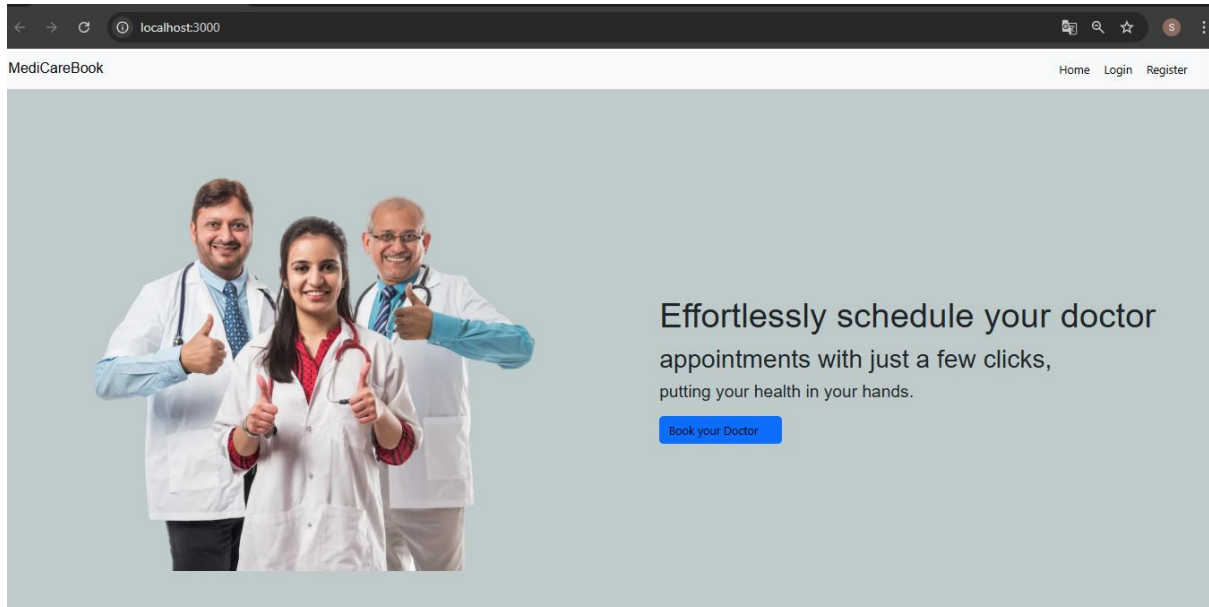 localhost:3000
S
MediCareBook
Home Login Register
Effortlessly schedule your doctor
appointments with just a few clicks,
putting your health in your hands.
Book your Doctor